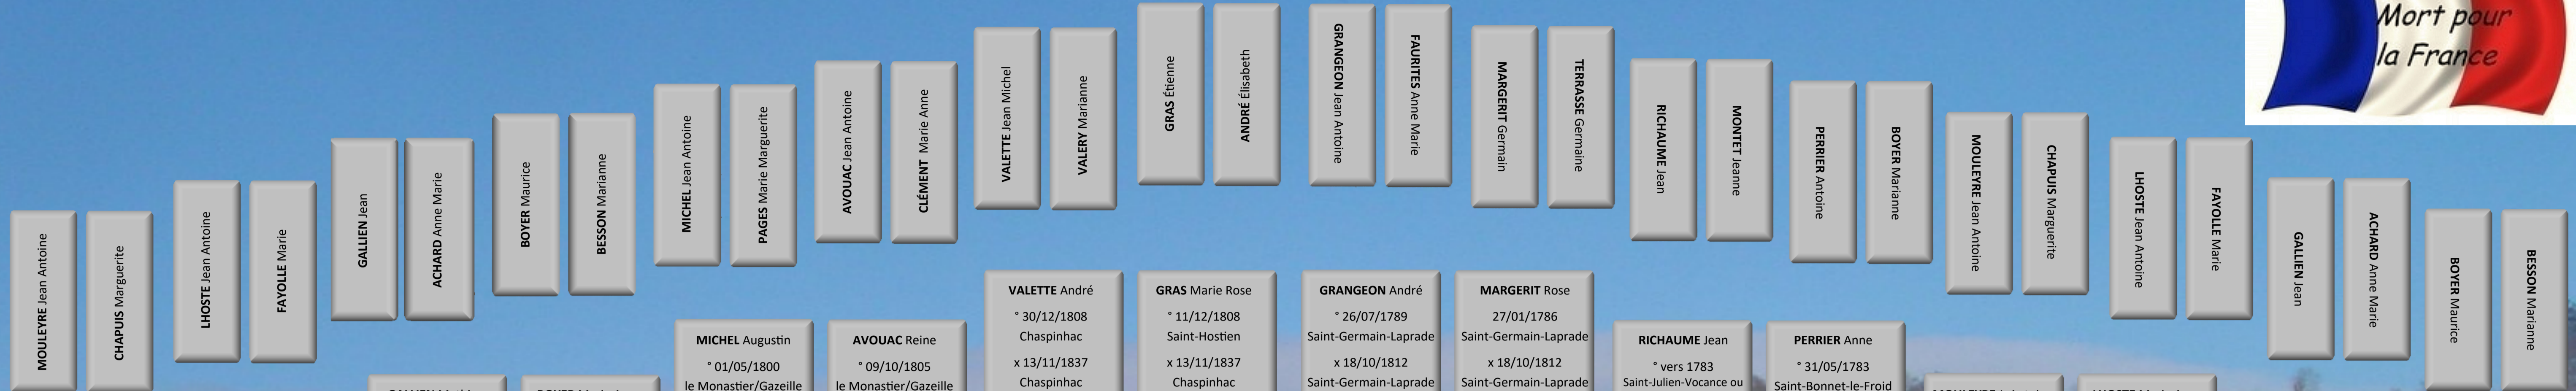 Mort pour
la France
MOULEYRE Jean Antoine
CHAPUIS Marguerite
LHOSTE Jean Antoine
FAYOLLE Marie
GALLIEN Jean
ACHARD Anne Marie
BOYER Maurice
BESSON Marianne
MICHEL Jean Antoine
PAGES Marie Marguerite
AVOUAC Jean Antoine
CLÉMENT Marie Anne
VALETTE Jean Michel
VALERY Marianne
GRAS Étienne
ANDRÉ Élisabeth
GRANGEON Jean Antoine
FAURITES Anne Marie
MARGERIT Germain
TERRASSE Germaine
RICHAUME Jean
MONTET Jeanne
PERRIER Antoine
BOYER Marianne
MOULEYRE Jean Antoine
CHAPUIS Marguerite
LHOSTE Jean Antoine
FAYOLLE Marie
GALLIEN Jean
ACHARD Anne Marie
BOYER Maurice
BESSON Marianne
MICHEL Augustin
° 01/05/1800
le Monastier/Gazeille
AVOUAC Reine
° 09/10/1805
le Monastier/Gazeille
VALETTE André
° 30/12/1808
Chaspinhac
x 13/11/1837
Chaspinhac
GRAS Marie Rose
° 11/12/1808
Saint-Hostien
x 13/11/1837
Chaspinhac
GRANGEON André
° 26/07/1789
Saint-Germain-Laprade
x 18/10/1812
Saint-Germain-Laprade
MARGERIT Rose
27/01/1786
Saint-Germain-Laprade
x 18/10/1812
Saint-Germain-Laprade
RICHAUME Jean
° vers 1783
Saint-Julien-Vocance ou
PERRIER Anne
° 31/05/1783
Saint-Bonnet-le-Froid